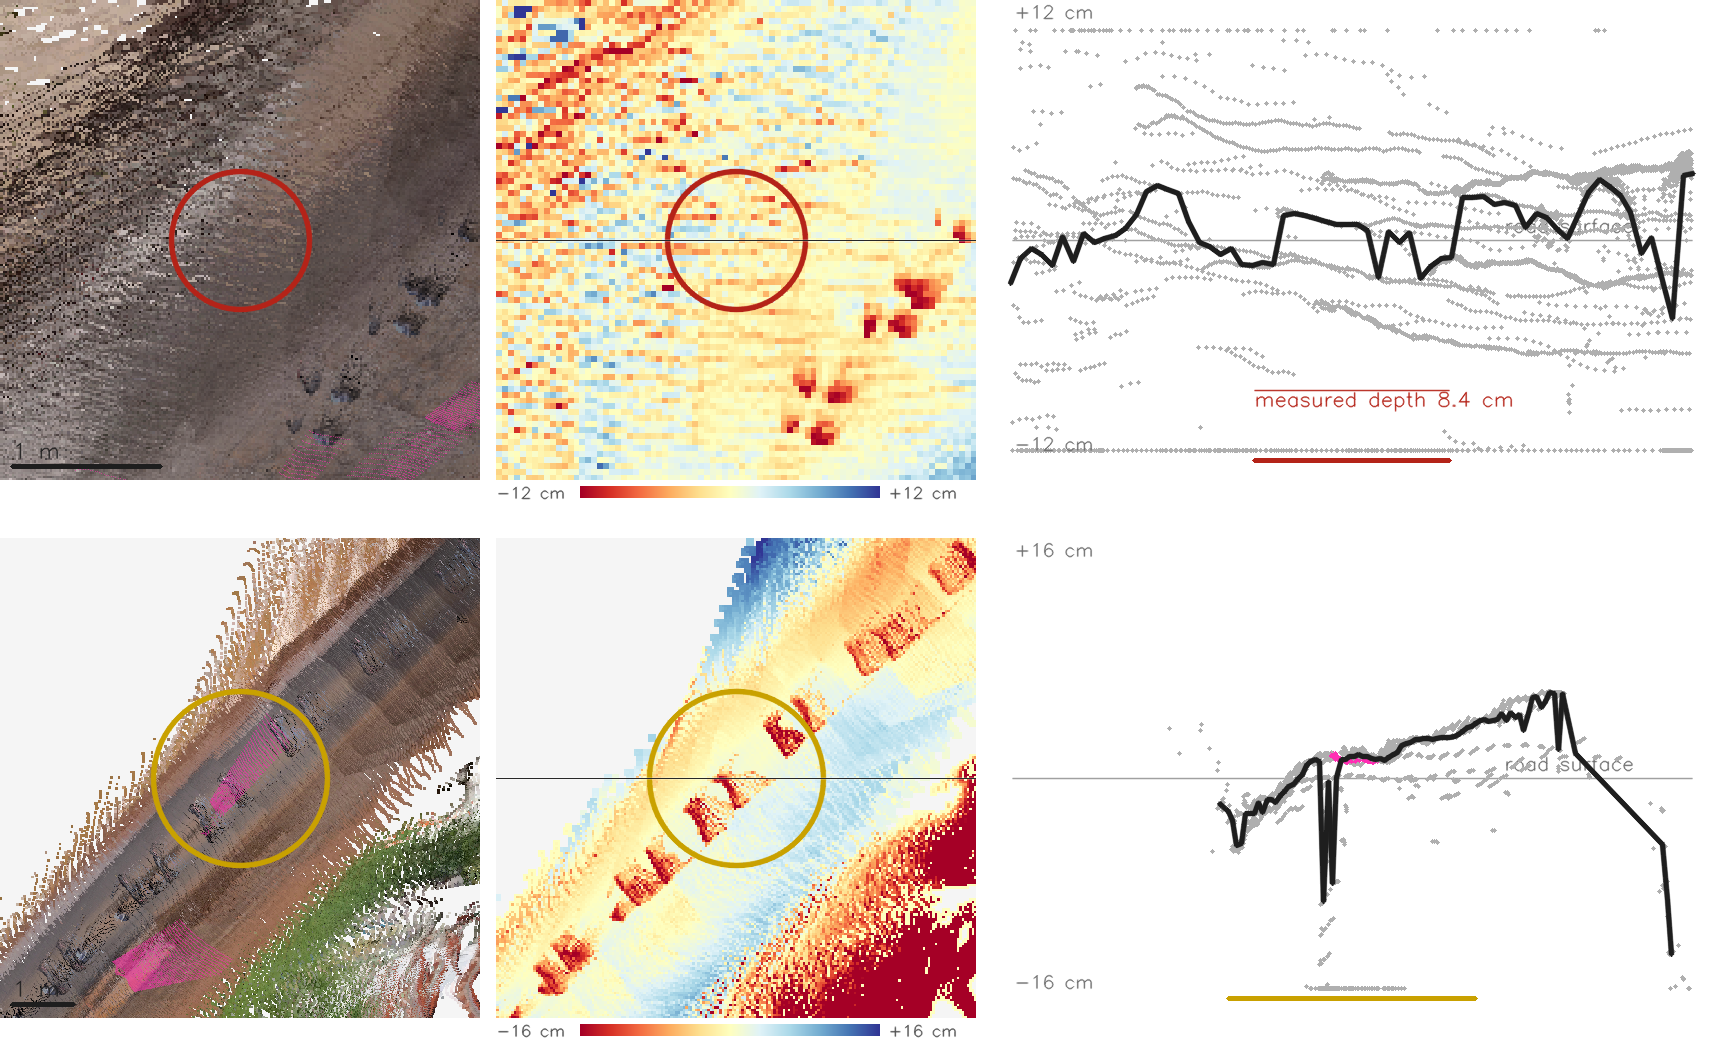 +12 cm
road surface
measured depth 8.4 cm
-12 cm
1 m
-12 cm
+12 cm
+16 cm
road surface
-16 cm
1 m
-16 cm
+16 cm